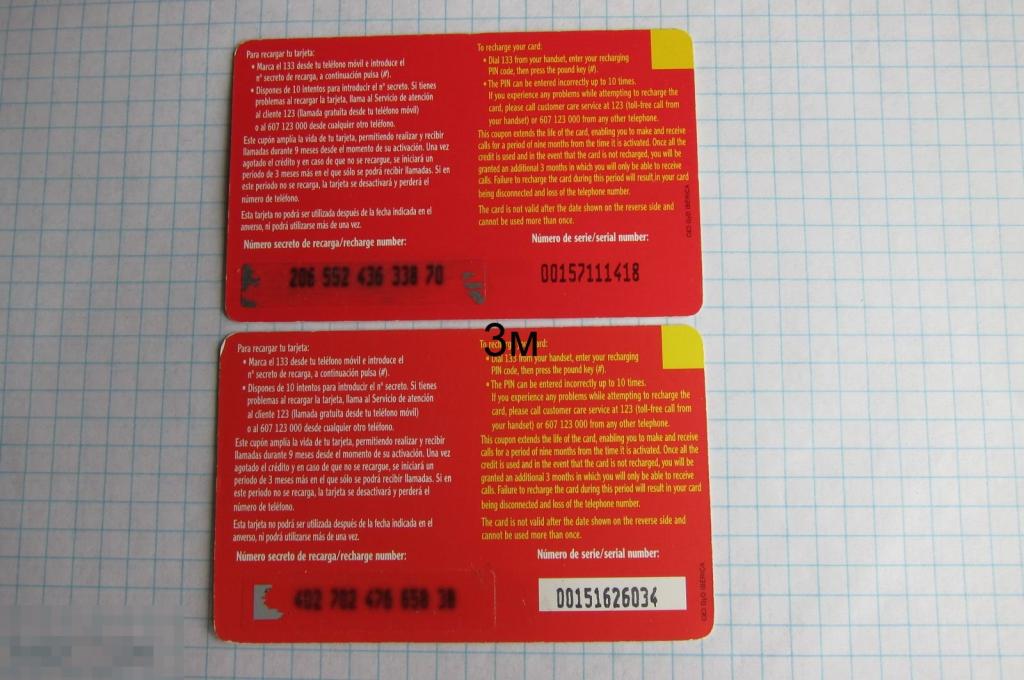 Para recargar tu tarjeta:
• Marca el 133 desde tu teléfono móvil e introduce el
nº secreto de recarga, a continuación pulsa (#).
• Dispones de 10 intentos para introducir el nº secreto. Si tienes
problemas al recargar la tarjeta, llama al Servicio de atención
al cliente 123 (llamada gratuita desde tu teléfono móvil)
o al 607 123 000 desde cualquier otro teléfono.
Este cupón amplía la vida de tu tarjeta, permitiendo realizar y recibir
llamadas durante 9 meses desde el momento de su activación. Una vez
agotado el crédito y en caso de que no se recargue, se iniciará un
período de 3 meses más en el que sólo se podrá recibir llamadas. Si en
este período no se recarga, la tarjeta se desactivará y perderá el
número de teléfono.
Esta tarjeta no podrá ser utilizada después de la fecha indicada en el
anverso, ni podrá utilizarse más de una vez.
Número secreto de recarga/recharge number:
206 552 436 338 70
To recharge your card:
• Dial 133 from your handset, enter your recharging
PIN code, then press the pound key (#).
• The PIN can be entered incorrectly up to 10 times.
If you experience any problems while attempting to recharge the
card, please call customer care service at 123 (toll-free call from
your handset) or 607 123 000 from any other telephone.
This coupon extends the life of the card, enabling you to make and receive
calls for a period of nine months from the time it is activated. Once all the
credit is used and in the event that the card is not recharged, you will be
granted an additional 3 months in which you will only be able to receive
calls. Failure to recharge the card during this period will result in your card
being disconnected and loss of the telephone number.
The card is not valid after the date shown on the reverse side and
cannot be used more than once.
Número de serie/serial number:
00157111418
IBERICA
3M
Para recargar tu tarjeta:
• Marca el 133 desde tu teléfono móvil e introduce el
nº secreto de recarga, a continuación pulsa (#).
• Dispones de 10 intentos para introducir el nº secreto. Si tienes
problemas al recargar la tarjeta, llama al Servicio de atención
al cliente 123 (llamada gratuita desde tu teléfono móvil)
o al 607 123 000 desde cualquier otro teléfono.
Este cupón amplía la vida de tu tarjeta, permitiendo realizar y recibir
llamadas durante 9 meses desde el momento de su activación. Una vez
agotado el crédito y en caso de que no se recargue, se iniciará un
período de 3 meses más en el que sólo se podrá recibir llamadas. Si en
este período no se recarga, la tarjeta se desactivará y perderá el
número de teléfono.
Esta tarjeta no podrá ser utilizada después de la fecha indicada en el
anverso, ni podrá utilizarse más de una vez.
Número secreto de recarga/recharge number:
To recharge your card:
• Dial 133 from your handset, enter your recharging
PIN code, then press the pound key (#).
• The PIN can be entered incorrectly up to 10 times.
If you experience any problems while attempting to recharge the
card, please call customer care service at 123 (toll-free call from
your handset) or 607 123 000 from any other telephone.
This coupon extends the life of the card, enabling you to make and receive
calls for a period of nine months from the time it is activated. Once all the
credit is used and in the event that the card is not recharged, you will be
granted an additional 3 months in which you will only be able to receive
calls. Failure to recharge the card during this period will result in your card
being disconnected and loss of the telephone number.
The card is not valid after the date shown on the reverse side and
cannot be used more than once.
Número de serie/serial number:
00151626034
IBERICA